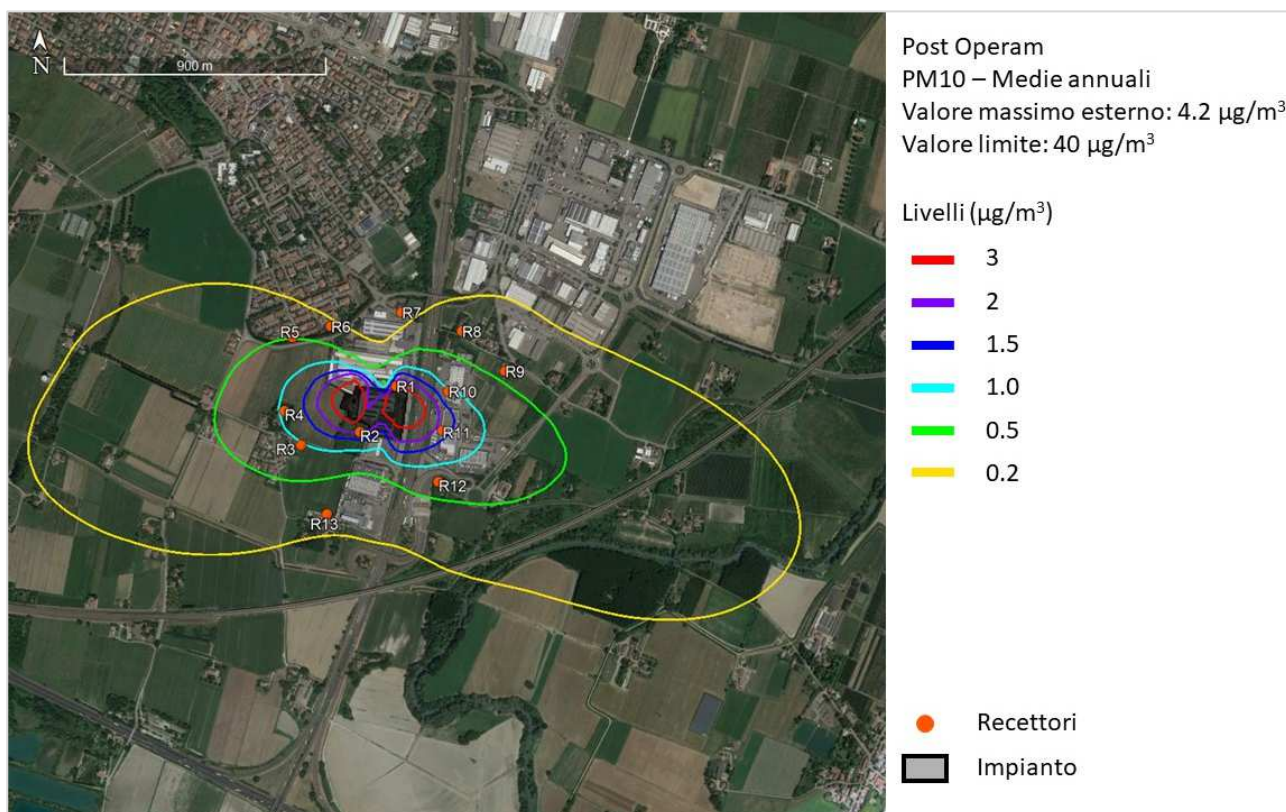 Post Operam
PM10 – Medie annuali
Valore massimo esterno: 4.2 µg/m³
Valore limite: 40 µg/m³
Livelli (µg/m³)
3
2
1.5
1.0
0.5
0.2
Recettori
Impianto
N
900 m
R7
R6
R8
R5
R9
R1
R10
R4
R2
R11
R3
R12
R13